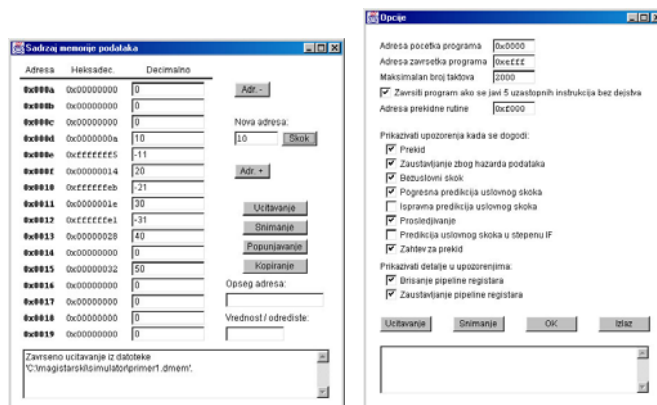 Sadrzaj memorije podataka
Adresa Heksadec. Decimalno
0x000a 0x00000000 0
0x000b 0x00000000 0
0x000c 0x00000000 0
0x000d 0x0000000a 10
0x000e 0xfffffff5 -11
0x000f 0x00000014 20
0x0010 0xffffffeb -21
0x0011 0x0000001e 30
0x0012 0xffffffe1 -31
0x0013 0x00000028 40
0x0014 0x00000000 0
0x0015 0x00000032 50
0x0016 0x00000000 0
0x0017 0x00000000 0
0x0018 0x00000000 0
0x0019 0x00000000 0
Adr. -
Nova adresa:
10 Skok
Adr. +
Ucitavanje
Snimanje
Popunjavanje
Kopiranje
Opseg adresa:
Vrednost / odrediste:
Zavrseno ucitavanje iz datoteke
'C:\magistarski\simulator\primer1.dmem'.
Opcije
Adresa pocetka programa 0x0000
Adresa zavrsetka programa 0xefff
Maksimalan broj taktova 2000
Zavrsiti program ako se javi 5 uzastopnih instrukcija bez dejstva
Adresa prekidne rutine 0xf000
Prikazivati upozorenja kada se dogodi:
Prekid
Zaustavljanje zbog hazarda podataka
Bezuslovni skok
Pogresna predikcija uslovnog skoka
Ispravna predikcija uslovnog skoka
Prosledjivanje
Predikcija uslovnog skoka u stepenu IF
Zahtev za prekid
Prikazivati detalje u upozorenjima:
Brisanje pipeline registara
Zaustavljanje pipeline registara
Ucitavanje Snimanje OK Izlaz